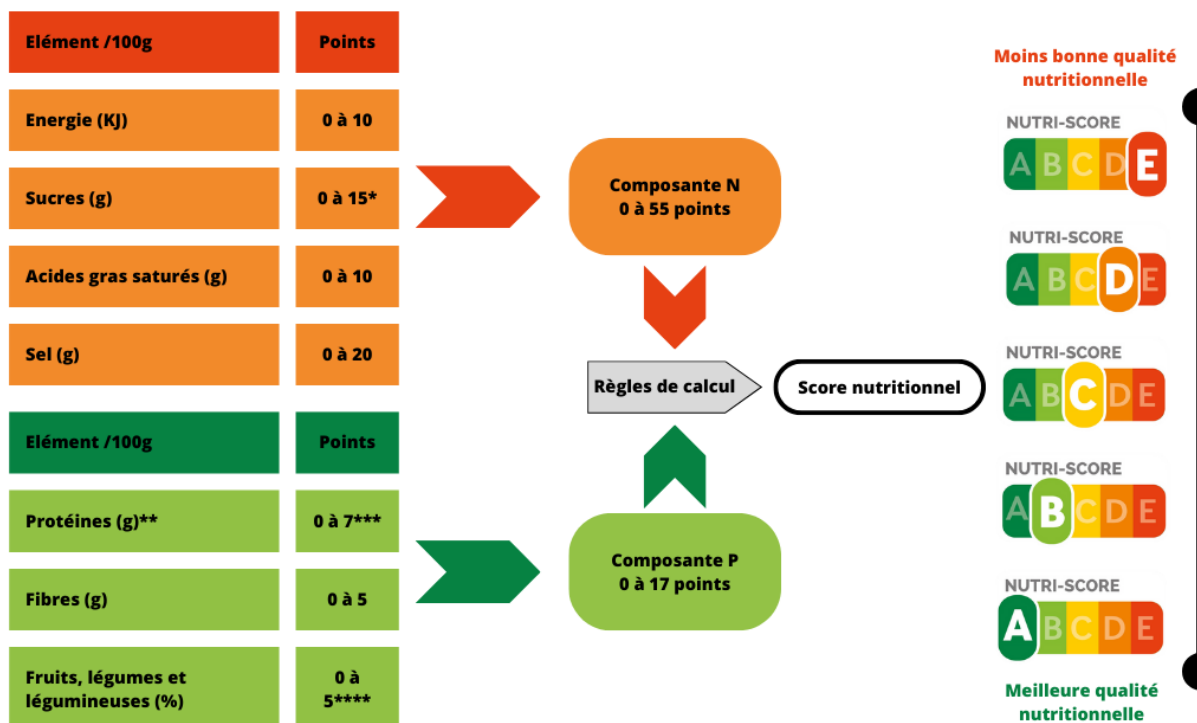 Elément /100g
Points
Energie (KJ)
0 à 10
Sucres (g)
0 à 15*
Acides gras saturés (g)
0 à 10
Sel (g)
0 à 20
Elément /100g
Points
Protéines (g)**
0 à 7***
Fibres (g)
0 à 5
Fruits, légumes et
légumineuses (%)
0 à
5****
Composante N
0 à 55 points
Règles de calcul
Score nutritionnel
Composante P
0 à 17 points
Moins bonne qualité
nutritionnelle
NUTRI-SCORE
A B C D E
NUTRI-SCORE
A B C D E
NUTRI-SCORE
A B C D E
NUTRI-SCORE
A B C D E
NUTRI-SCORE
A B C D E
Meilleure qualité
nutritionnelle